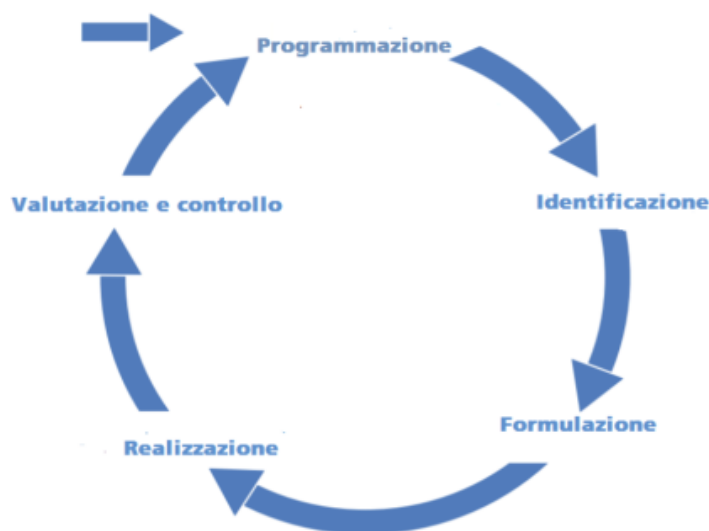 Programmazione
Identificazione
Formulazione
Realizzazione
Valutazione e controllo